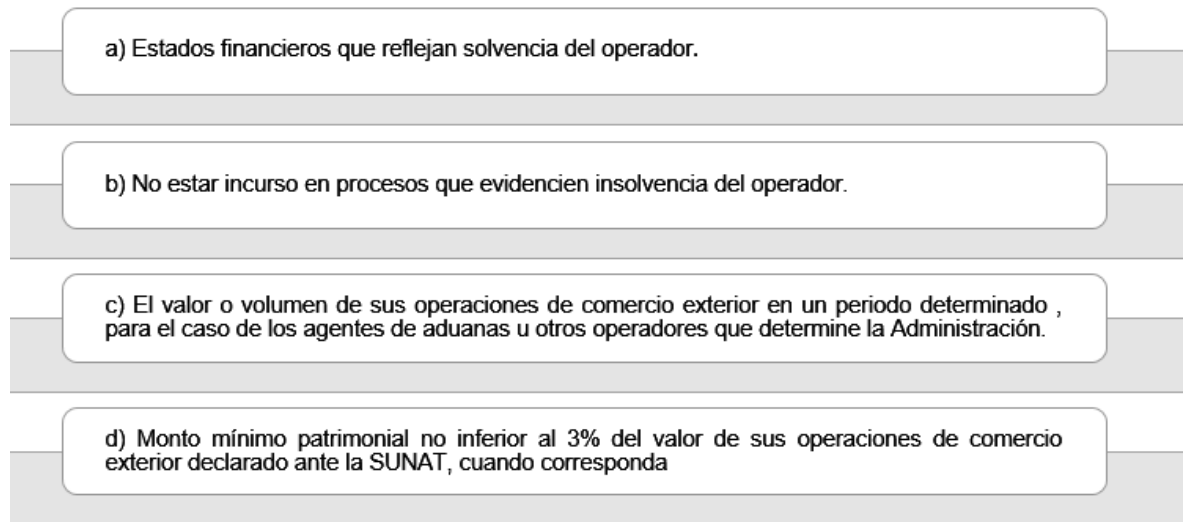 a) Estados financieros que reflejan solvencia del operador.
b) No estar incurso en procesos que evidencien insolvencia del operador.
c) El valor o volumen de sus operaciones de comercio exterior en un periodo determinado ,
para el caso de los agentes de aduanas u otros operadores que determine la Administración.
d) Monto mínimo patrimonial no inferior al 3% del valor de sus operaciones de comercio
exterior declarado ante la SUNAT, cuando corresponda